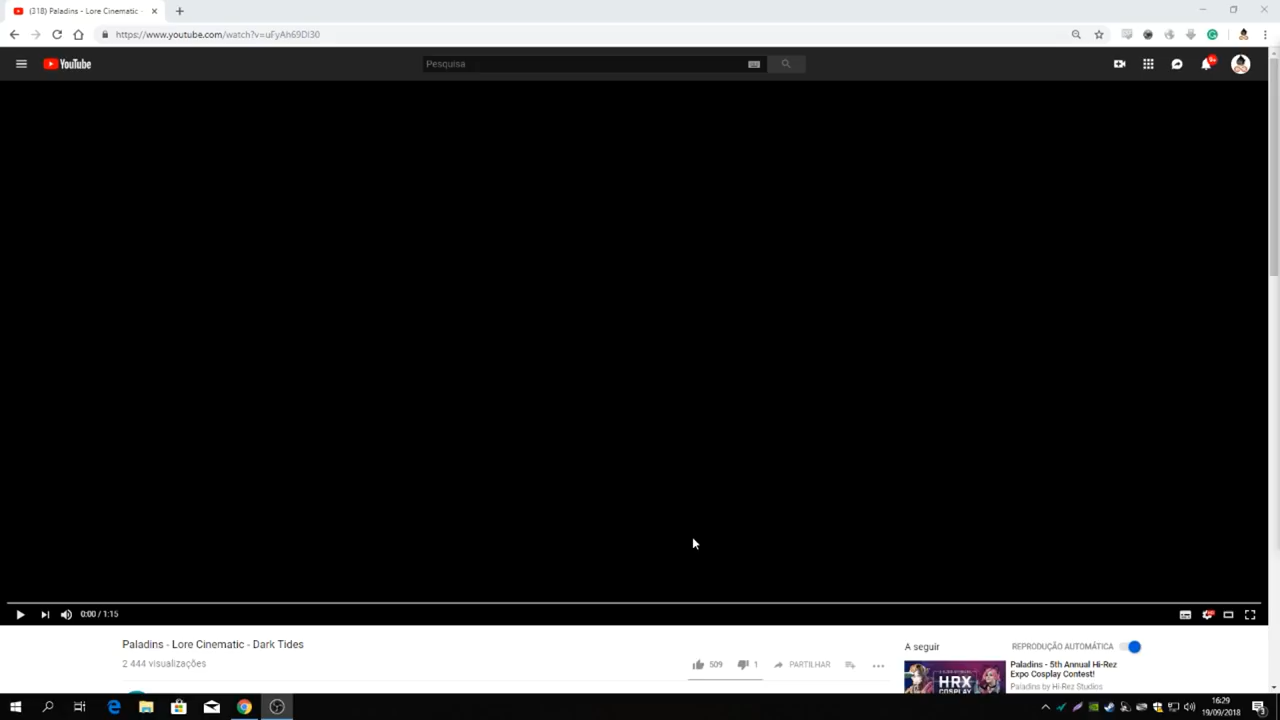 (318) Paladins - Lore Cinematic -
https://www.youtube.com/watch?v=uFyAh69Dl30
YouTube
Pesquisa
9+
0:00 / 1:15
Paladins - Lore Cinematic - Dark Tides
2 444 visualizações
509
1
PARTILHAR
A seguir
REPRODUÇÃO AUTOMÁTICA
HRX
COSPLAY
Paladins - 5th Annual Hi-Rez
Expo Cosplay Contest!
Paladins by Hi-Rez Studios
16:29
19/09/2018
3